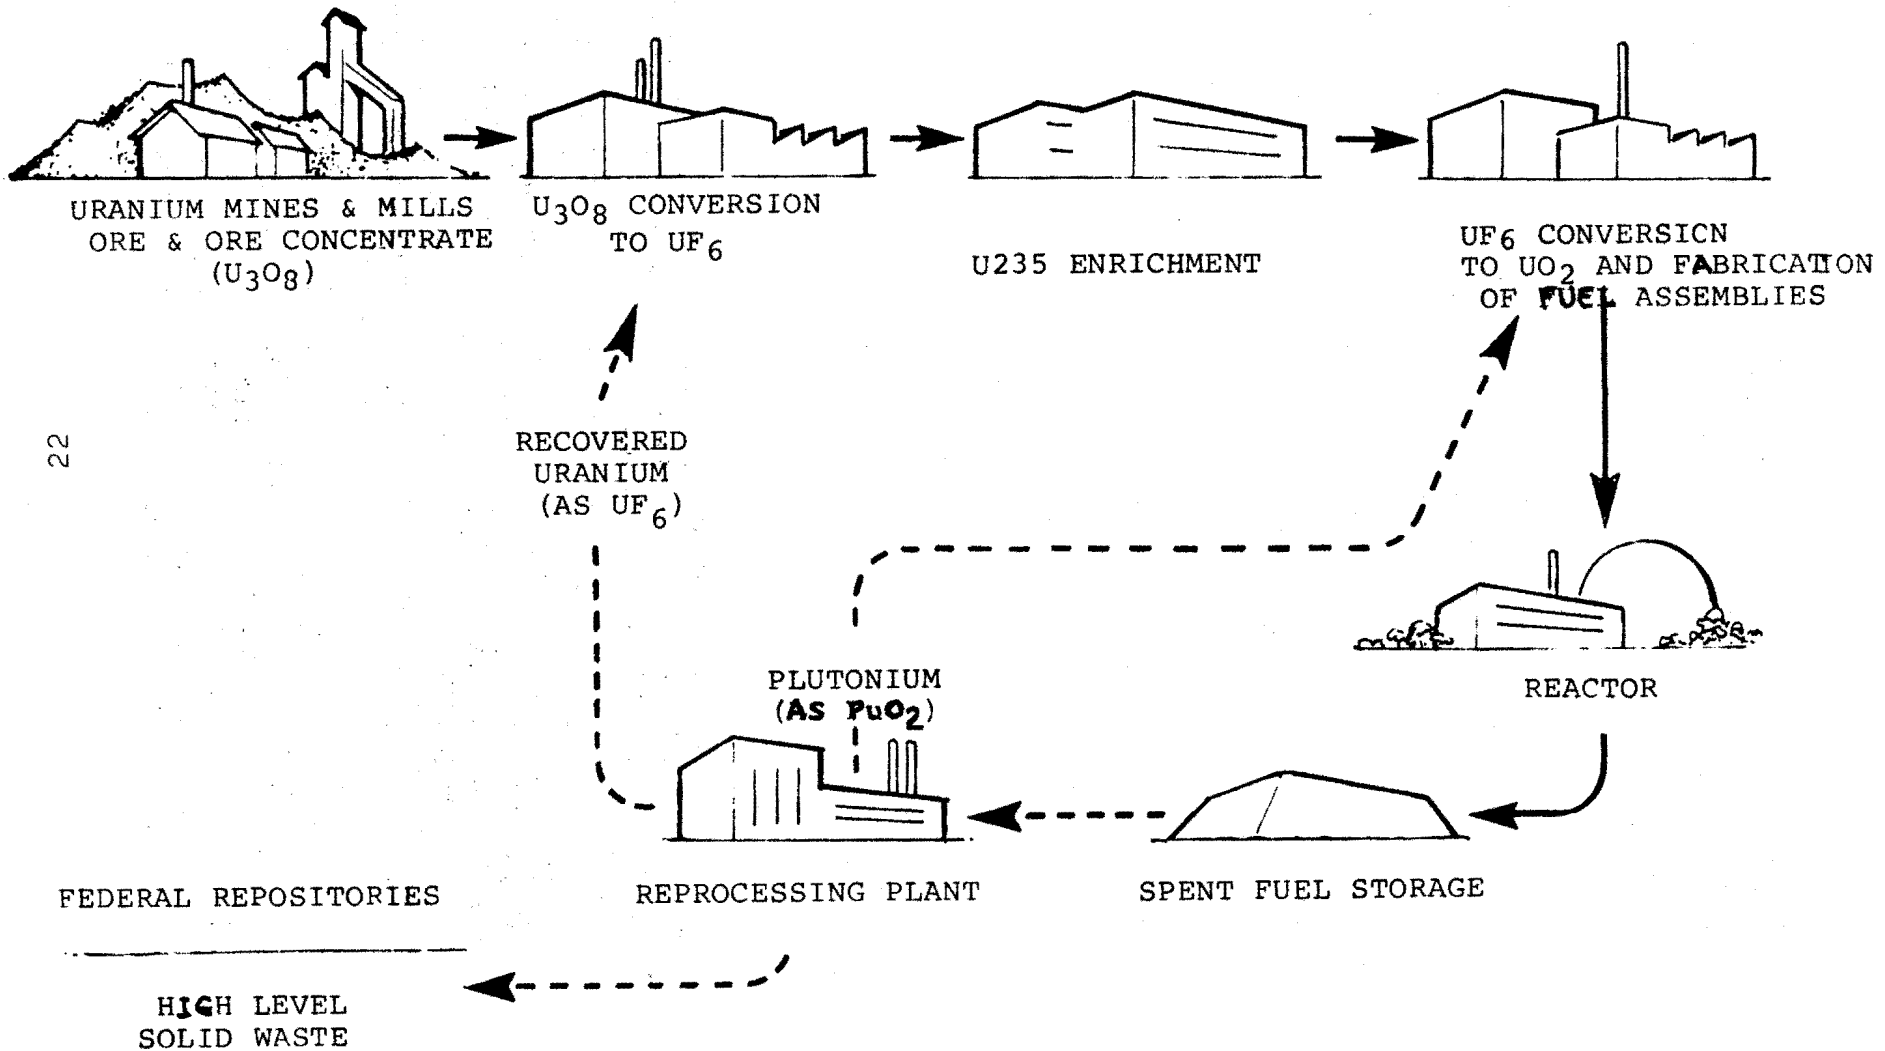 URANIUM MINES & MILLS
ORE & ORE CONCENTRATE
(U3O8)
U3O8 CONVERSION
TO UF6
U235 ENRICHMENT
UF6 CONVERSION
TO UO2 AND FABRICATION
OF FUEL ASSEMBLIES
22
RECOVERED
URANIUM
(AS UF6)
PLUTONIUM
(AS PuO2)
REACTOR
FEDERAL REPOSITORIES
REPROCESSING PLANT
SPENT FUEL STORAGE
HIGH LEVEL
SOLID WASTE